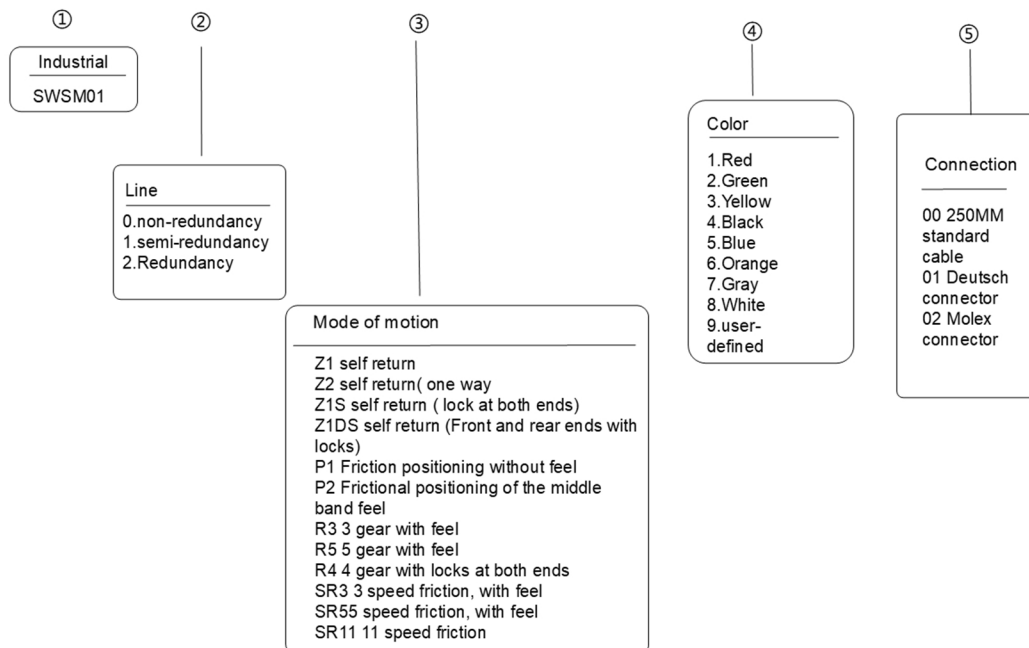 ①
②
③
④
⑤
Industrial
SWSM01
Line
0.non-redundancy
1.semi-redundancy
2.Redundancy
Mode of motion
Z1 self return
Z2 self return( one way
Z1S self return ( lock at both ends)
Z1DS self return (Front and rear ends with
locks)
P1 Friction positioning without feel
P2 Frictional positioning of the middle
band feel
R3 3 gear with feel
R5 5 gear with feel
R4 4 gear with locks at both ends
SR3 3 speed friction, with feel
SR55 speed friction, with feel
SR11 11 speed friction
Color
1.Red
2.Green
3.Yellow
4.Black
5.Blue
6.Orange
7.Gray
8.White
9.user-
defined
Connection
00 250MM
standard
cable
01 Deutsch
connector
02 Molex
connector